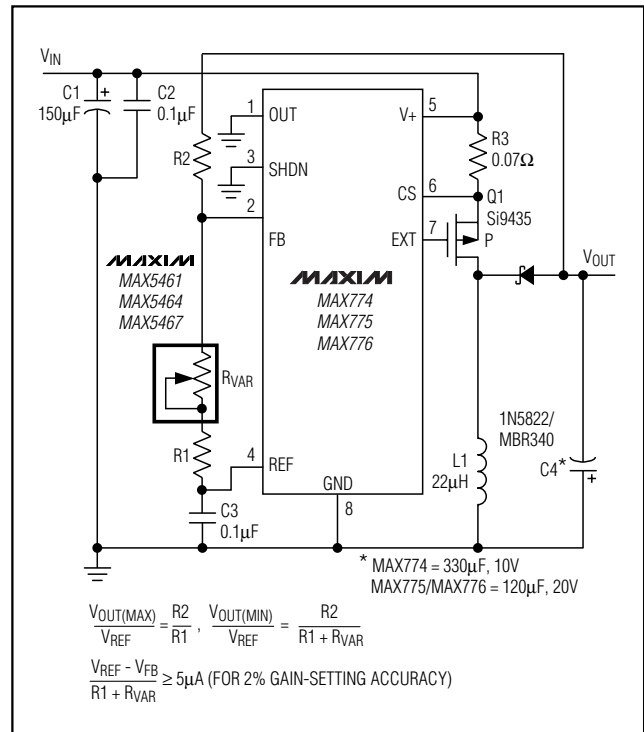 VIN
C1
150µF
+
C2
0.1µF
R2
1
OUT
3
SHDN
2
FB
V+
5
R3
0.07Ω
CS
6
Q1
Si9435
EXT
7
P
VOUT
MAXIM
MAX5461
MAX5464
MAX5467
MAXIM
MAX774
MAX775
MAX776
RVAR
R1
4
REF
C3
0.1µF
GND
8
L1
22µH
1N5822/
MBR340
C4*
+
* MAX774 = 330µF, 10V
MAX775/MAX776 = 120µF, 20V
VOUT(MAX)/VREF = R2/R1 , VOUT(MIN)/VREF = R2/(R1 + RVAR)
(VREF - VFB)/(R1 + RVAR) ≥ 5µA (FOR 2% GAIN-SETTING ACCURACY)